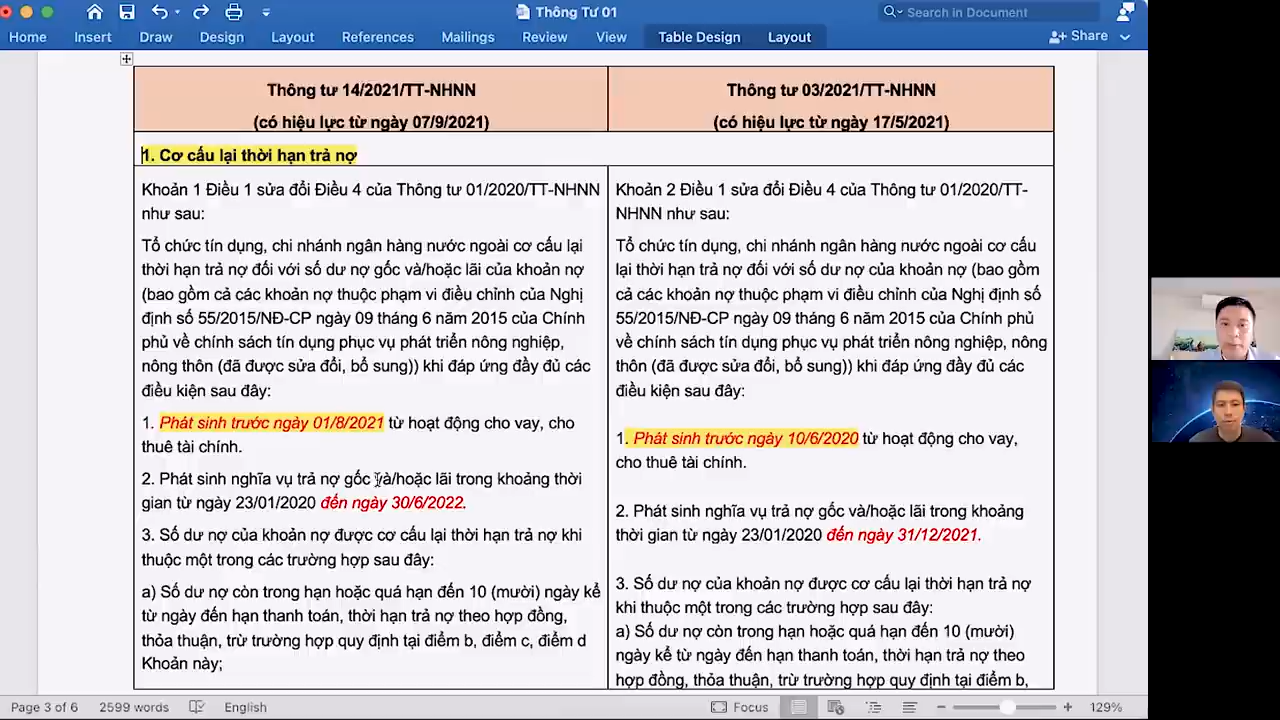 Thông Tư 01
Search in Document
Home Insert Draw Design Layout References Mailings Review View Table Design Layout Share
Thông tư 14/2021/TT-NHNN
(có hiệu lực từ ngày 07/9/2021)
Thông tư 03/2021/TT-NHNN
(có hiệu lực từ ngày 17/5/2021)
1. Cơ cấu lại thời hạn trả nợ
Khoản 1 Điều 1 sửa đổi Điều 4 của Thông tư 01/2020/TT-NHNN
như sau:
Tổ chức tín dụng, chi nhánh ngân hàng nước ngoài cơ cấu lại
thời hạn trả nợ đối với số dư nợ gốc và/hoặc lãi của khoản nợ
(bao gồm cả các khoản nợ thuộc phạm vi điều chỉnh của Nghị
định số 55/2015/NĐ-CP ngày 09 tháng 6 năm 2015 của Chính
phủ về chính sách tín dụng phục vụ phát triển nông nghiệp,
nông thôn (đã được sửa đổi, bổ sung)) khi đáp ứng đầy đủ các
điều kiện sau đây:
1. Phát sinh trước ngày 01/8/2021 từ hoạt động cho vay, cho
thuê tài chính.
2. Phát sinh nghĩa vụ trả nợ gốc và/hoặc lãi trong khoảng thời
gian từ ngày 23/01/2020 đến ngày 30/6/2022.
3. Số dư nợ của khoản nợ được cơ cấu lại thời hạn trả nợ khi
thuộc một trong các trường hợp sau đây:
a) Số dư nợ còn trong hạn hoặc quá hạn đến 10 (mười) ngày kể
từ ngày đến hạn thanh toán, thời hạn trả nợ theo hợp đồng,
thỏa thuận, trừ trường hợp quy định tại điểm b, điểm c, điểm d
Khoản này;
Khoản 2 Điều 1 sửa đổi Điều 4 của Thông tư 01/2020/TT-
NHNN như sau:
Tổ chức tín dụng, chi nhánh ngân hàng nước ngoài cơ cấu
lại thời hạn trả nợ đối với số dư nợ của khoản nợ (bao gồm
cả các khoản nợ thuộc phạm vi điều chỉnh của Nghị định số
55/2015/NĐ-CP ngày 09 tháng 6 năm 2015 của Chính phủ
về chính sách tín dụng phục vụ phát triển nông nghiệp, nông
thôn (đã được sửa đổi, bổ sung)) khi đáp ứng đầy đủ các
điều kiện sau đây:
1. Phát sinh trước ngày 10/6/2020 từ hoạt động cho vay,
cho thuê tài chính.
2. Phát sinh nghĩa vụ trả nợ gốc và/hoặc lãi trong khoảng
thời gian từ ngày 23/01/2020 đến ngày 31/12/2021.
3. Số dư nợ của khoản nợ được cơ cấu lại thời hạn trả nợ
khi thuộc một trong các trường hợp sau đây:
a) Số dư nợ còn trong hạn hoặc quá hạn đến 10 (mười)
ngày kể từ ngày đến hạn thanh toán, thời hạn trả nợ theo
hợp đồng, thỏa thuận, trừ trường hợp quy định tại điểm b,
Page 3 of 6 2599 words English Focus 129%